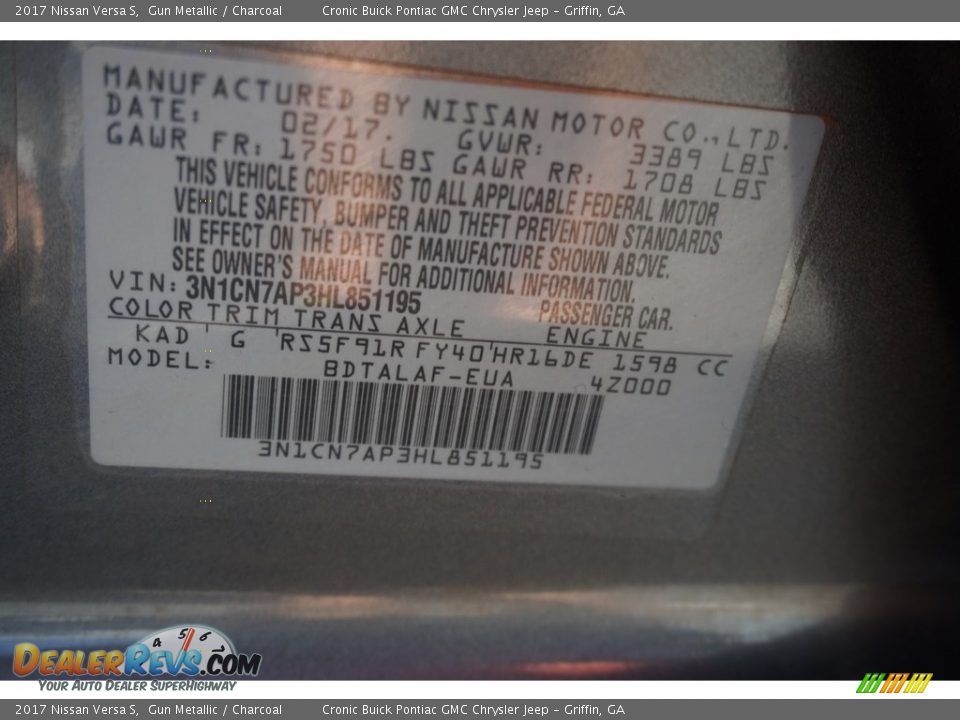 2017 Nissan Versa S, Gun Metallic / Charcoal Cronic Buick Pontiac GMC Chrysler Jeep - Griffin, GA
MANUFACTURED BY NISSAN MOTOR CO., LTD.
DATE: 02/17. GVWR: 3389 LBS
GAWR FR: 1750 LBS GAWR RR: 1708 LBS
THIS VEHICLE CONFORMS TO ALL APPLICABLE FEDERAL MOTOR
VEHICLE SAFETY, BUMPER AND THEFT PREVENTION STANDARDS
IN EFFECT ON THE DATE OF MANUFACTURE SHOWN ABOVE.
SEE OWNER'S MANUAL FOR ADDITIONAL INFORMATION.
VIN: 3N1CN7AP3HL851195 PASSENGER CAR.
COLOR TRIM TRANS AXLE ENGINE
KAD ' G 'RS5F91R FY40'HR16DE 1598 CC
MODEL: BDTALAF-EUA 4Z000
3N1CN7AP3HL851195
4 5 6 7
DEALERREVS.COM
YOUR AUTO DEALER SUPERHIGHWAY
2017 Nissan Versa S, Gun Metallic / Charcoal Cronic Buick Pontiac GMC Chrysler Jeep - Griffin, GA